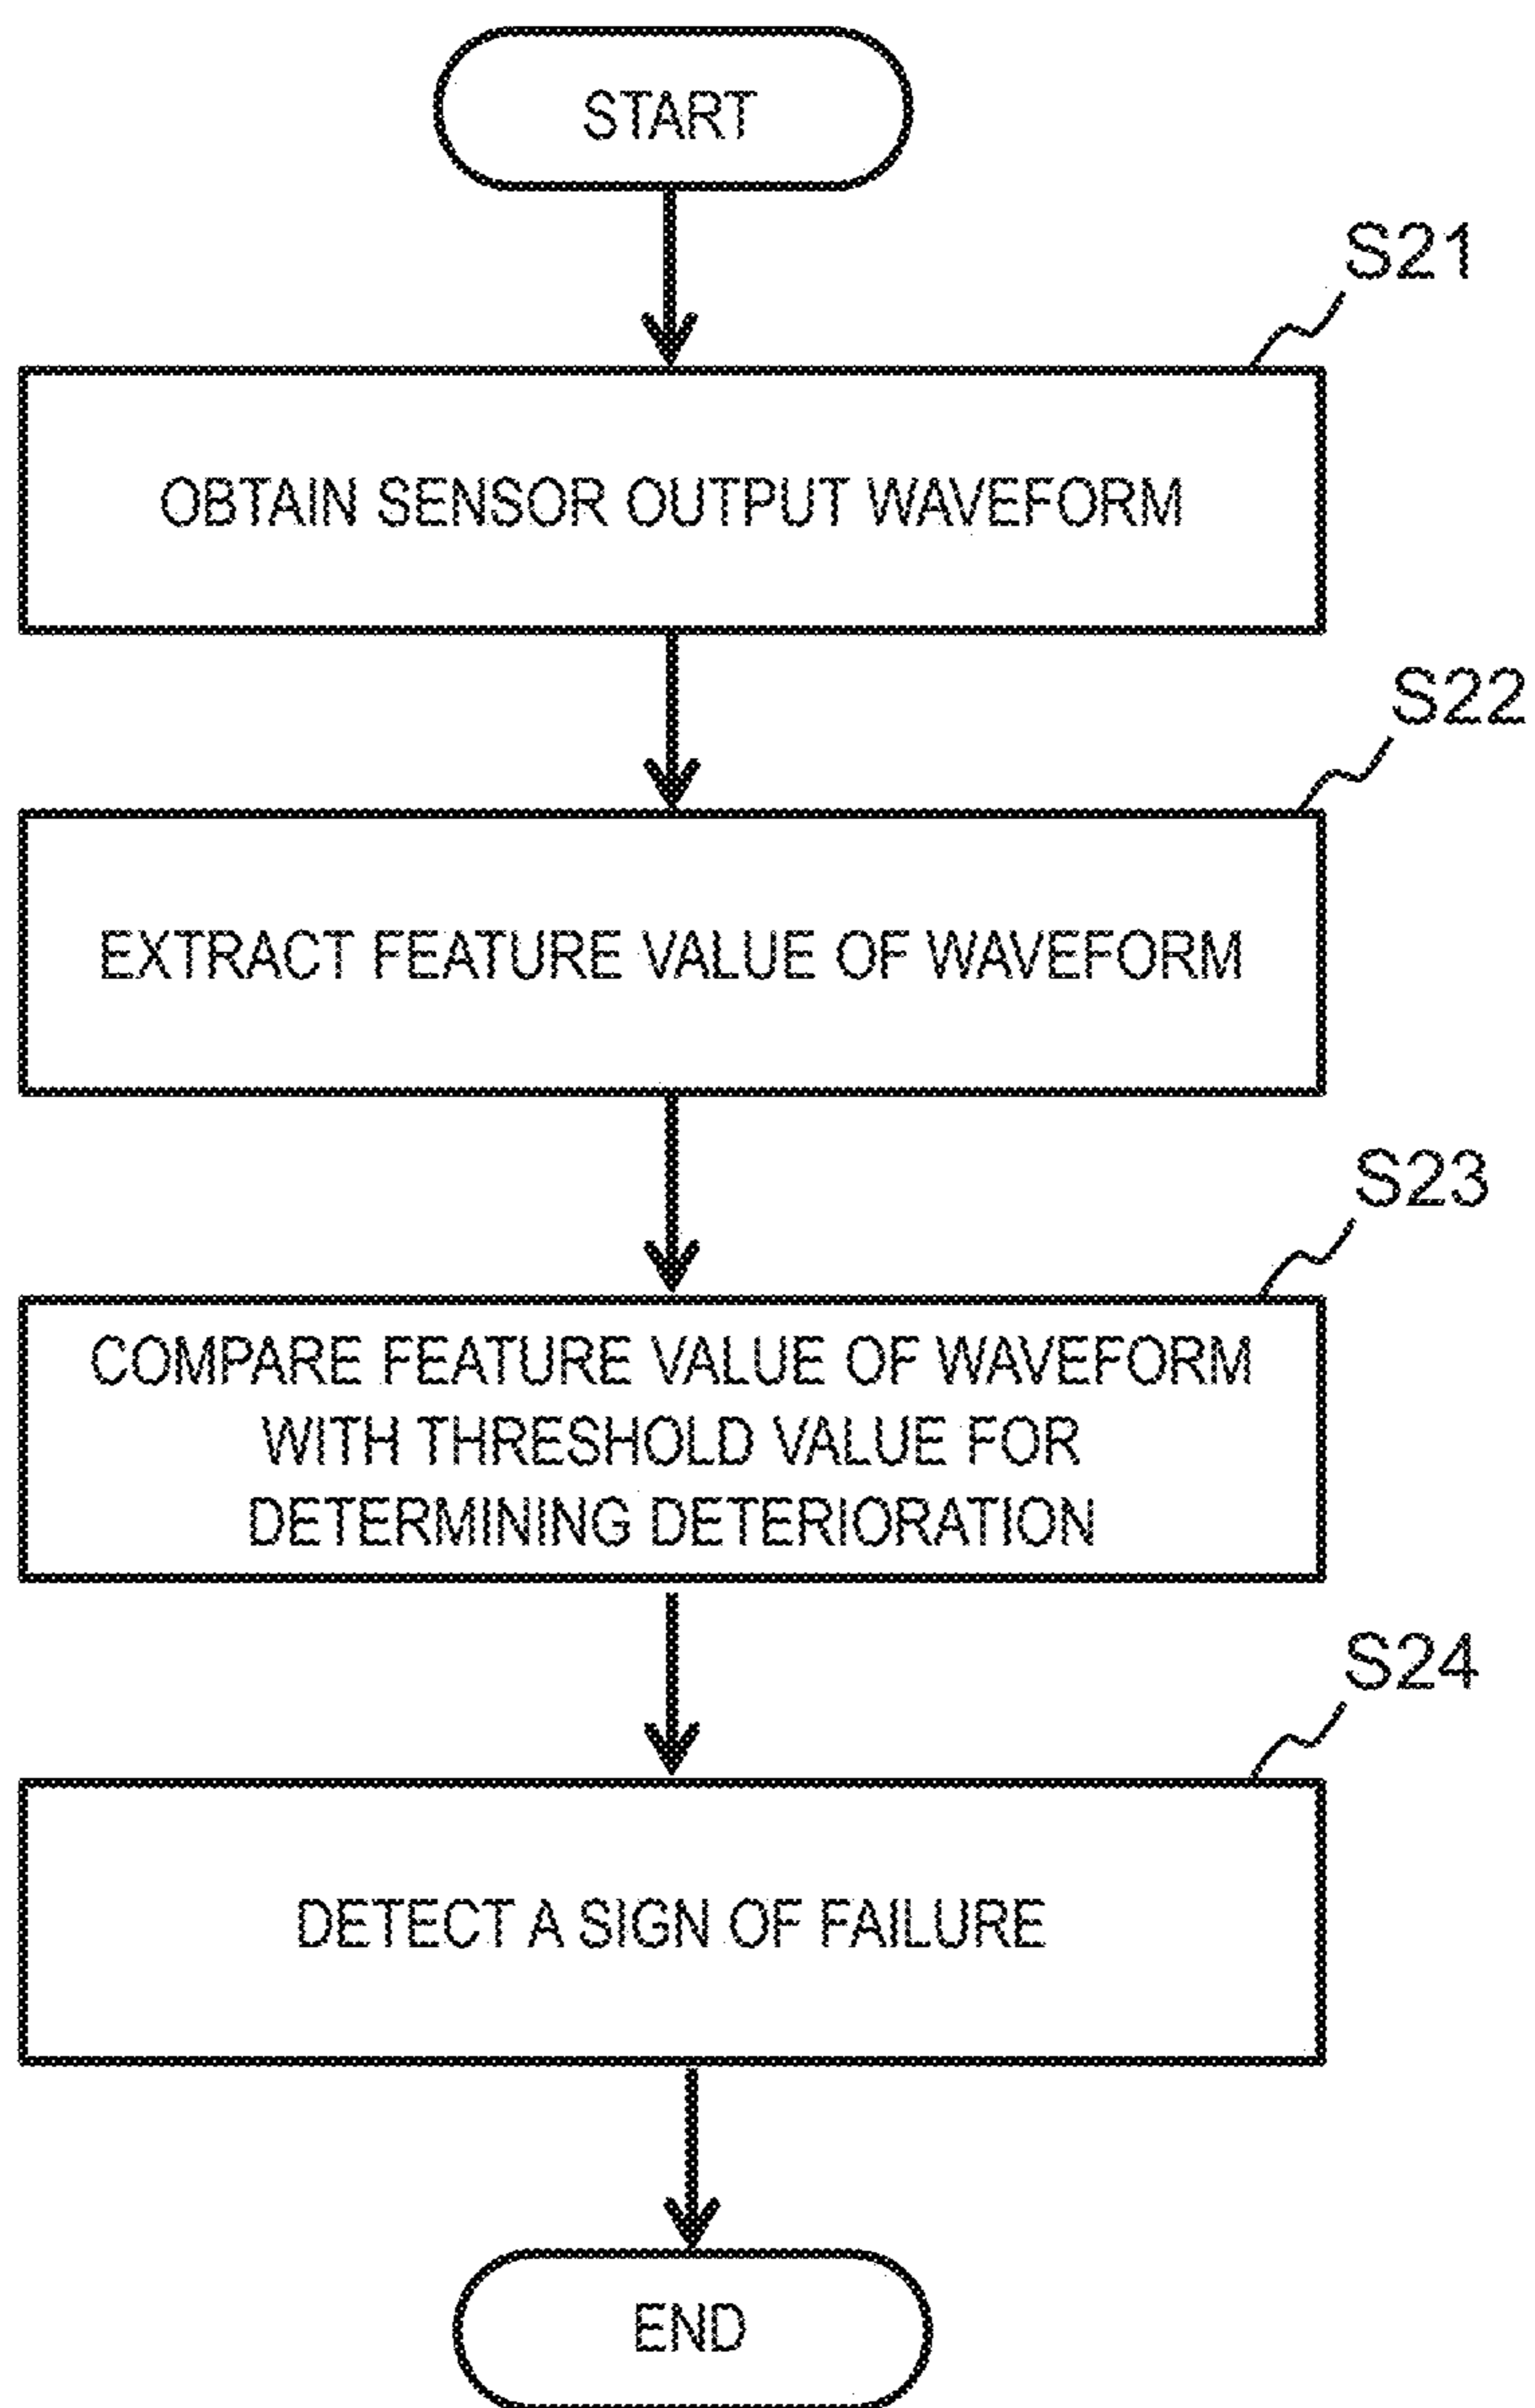 START
S21
OBTAIN SENSOR OUTPUT WAVEFORM
S22
EXTRACT FEATURE VALUE OF WAVEFORM
S23
COMPARE FEATURE VALUE OF WAVEFORM
WITH THRESHOLD VALUE FOR
DETERMINING DETERIORATION
S24
DETECT A SIGN OF FAILURE
END